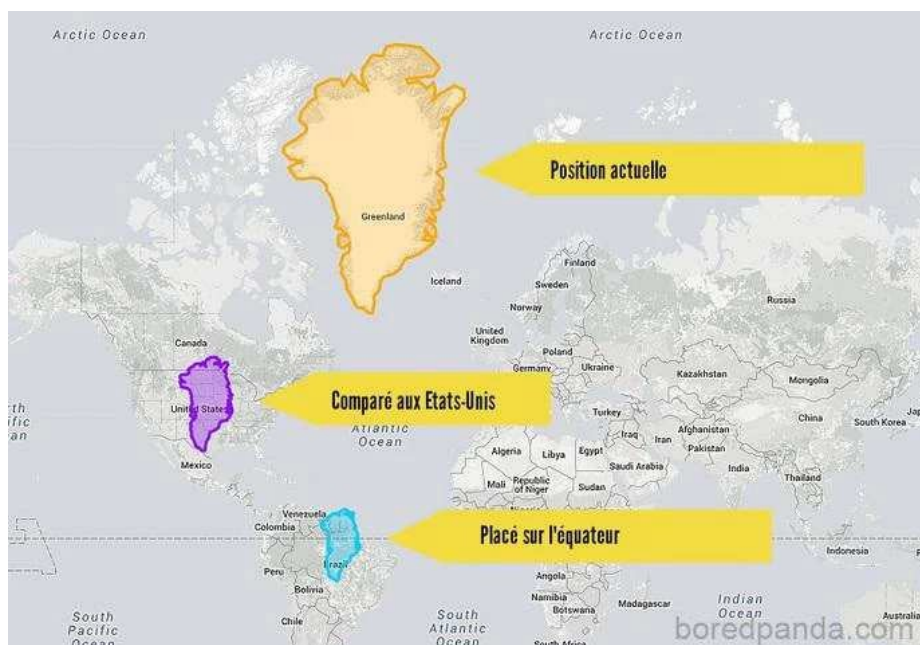 Arctic Ocean
Arctic Ocean
Position actuelle
Greenland
Iceland
Finland
Sweden
Norway
Russia
United
Kingdom
Canada
Poland
Germany
Ukraine
Kazakhstan
Mongolia
Comparé aux Etats-Unis
United States
Atlantic
Ocean
Turkey
China
South Korea
Afghanistan
Iraq
Iran
Pakistan
Algeria
Libya
Egypt
Saudi Arabia
Mexico
India
Thailand
Mali
Republic
of Niger
Sudan
Venezuela
Colombia
Placé sur l'équateur
Indonesia
Peru
Brazil
Bolivia
Angola
Namibia
Botswana
Madagascar
Indian
Ocean
Chile
South
Pacific
Ocean
South
Atlantic
Ocean
South Africa
Australia
boredpanda.com